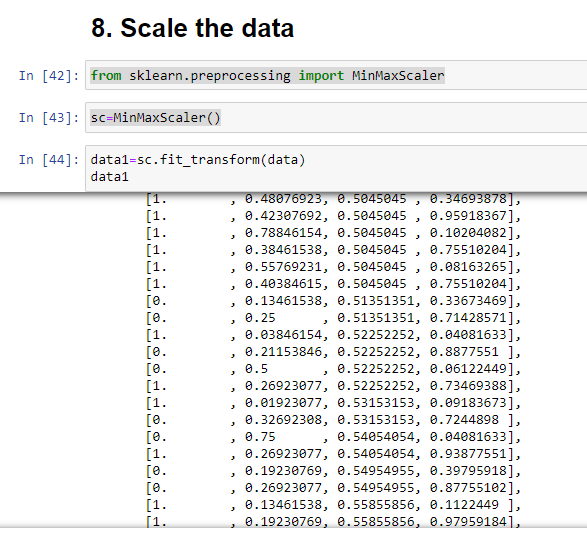 8. Scale the data
In [42]: from sklearn.preprocessing import MinMaxScaler
In [43]: sc=MinMaxScaler()
In [44]: data1=sc.fit_transform(data)
data1
[1.        , 0.48076923, 0.5045045 , 0.34693878],
[1.        , 0.42307692, 0.5045045 , 0.95918367],
[1.        , 0.78846154, 0.5045045 , 0.10204082],
[1.        , 0.38461538, 0.5045045 , 0.75510204],
[1.        , 0.55769231, 0.5045045 , 0.08163265],
[1.        , 0.40384615, 0.5045045 , 0.75510204],
[0.        , 0.13461538, 0.51351351, 0.33673469],
[0.        , 0.25      , 0.51351351, 0.71428571],
[1.        , 0.03846154, 0.52252252, 0.04081633],
[0.        , 0.21153846, 0.52252252, 0.8877551 ],
[0.        , 0.5       , 0.52252252, 0.06122449],
[1.        , 0.26923077, 0.52252252, 0.73469388],
[1.        , 0.01923077, 0.53153153, 0.09183673],
[0.        , 0.32692308, 0.53153153, 0.7244898 ],
[0.        , 0.75      , 0.54054054, 0.04081633],
[1.        , 0.26923077, 0.54054054, 0.93877551],
[0.        , 0.19230769, 0.54954955, 0.39795918],
[0.        , 0.26923077, 0.54954955, 0.87755102],
[1.        , 0.13461538, 0.55855856, 0.1122449 ],
[1.        , 0.19230769, 0.55855856, 0.97959184],